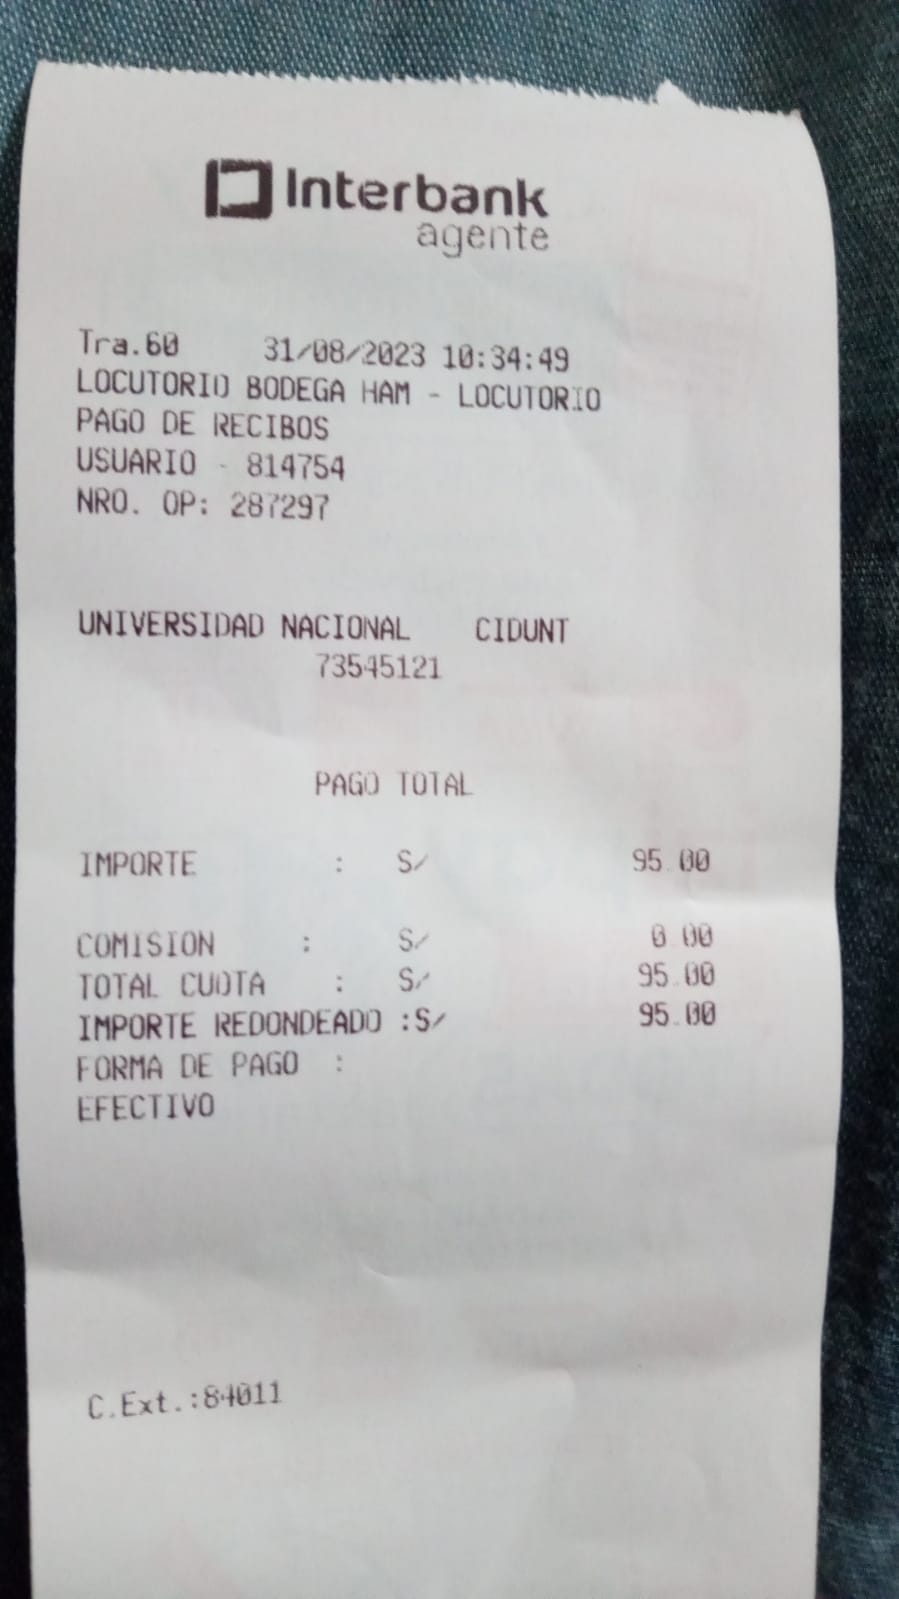 Interbank
agente
Tra.60 31/08/2023 10:34:49
LOCUTORIO BODEGA HAM - LOCUTORIO
PAGO DE RECIBOS
USUARIO - 814754
NRO. OP: 287297
UNIVERSIDAD NACIONAL CIDUNT
73545121
PAGO TOTAL
IMPORTE : S/ 95.00
COMISION : S/ 0.00
TOTAL CUOTA : S/ 95.00
IMPORTE REDONDEADO :S/ 95.00
FORMA DE PAGO :
EFECTIVO
C.Ext.:84011